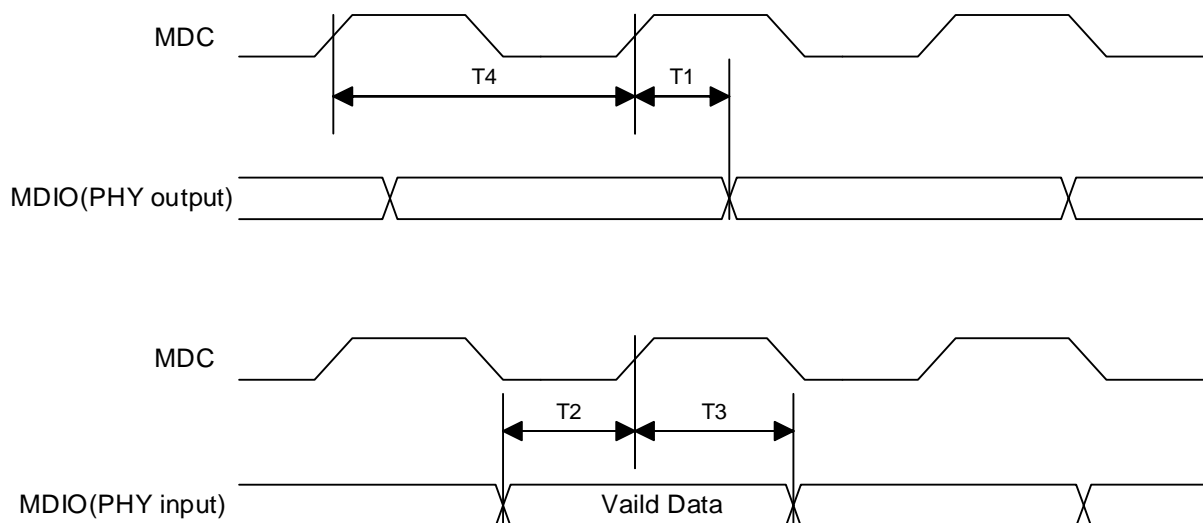 MDC
T4
T1
MDIO(PHY output)
MDC
T2
T3
MDIO(PHY input)
Vaild Data